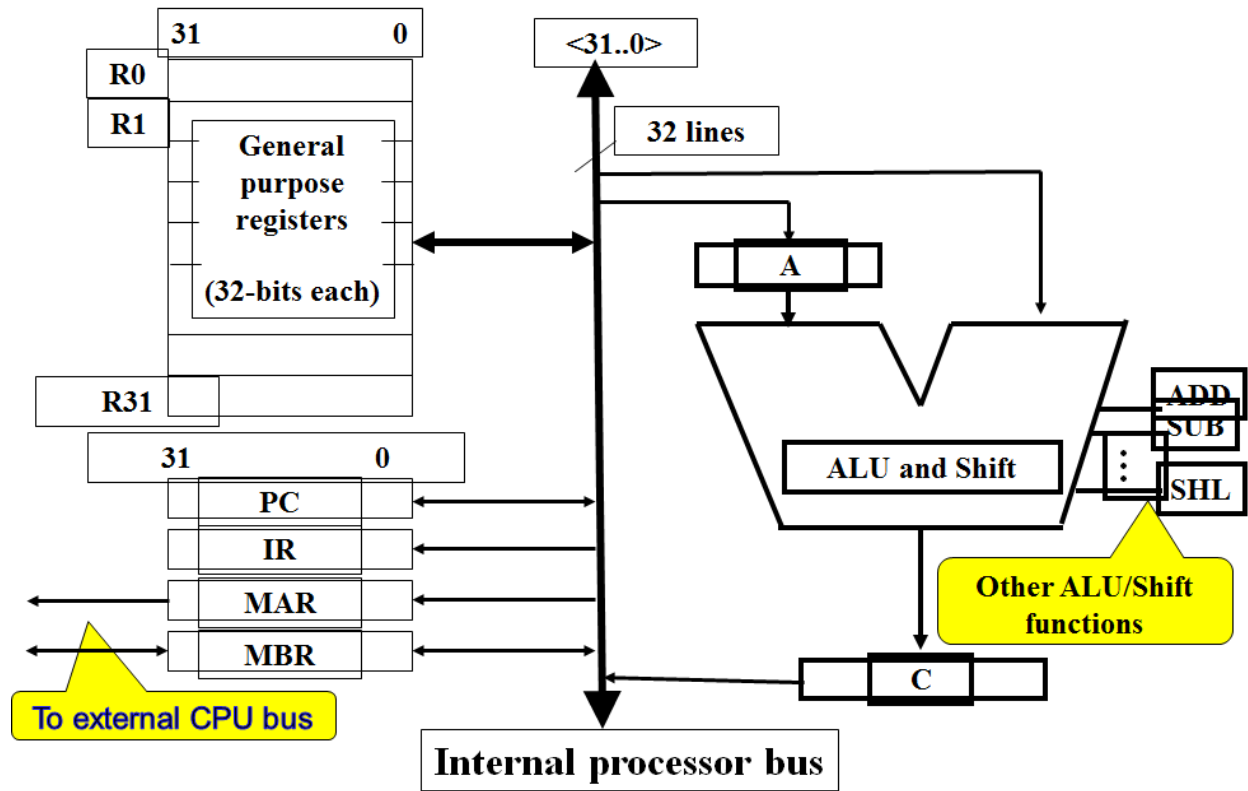 31 0
<31..0>
R0
R1
32 lines
General
purpose
registers
(32-bits each)
A
R31
ADD
SUB
⋮
SHL
31 0
ALU and Shift
PC
IR
MAR
MBR
Other ALU/Shift
functions
C
To external CPU bus
Internal processor bus